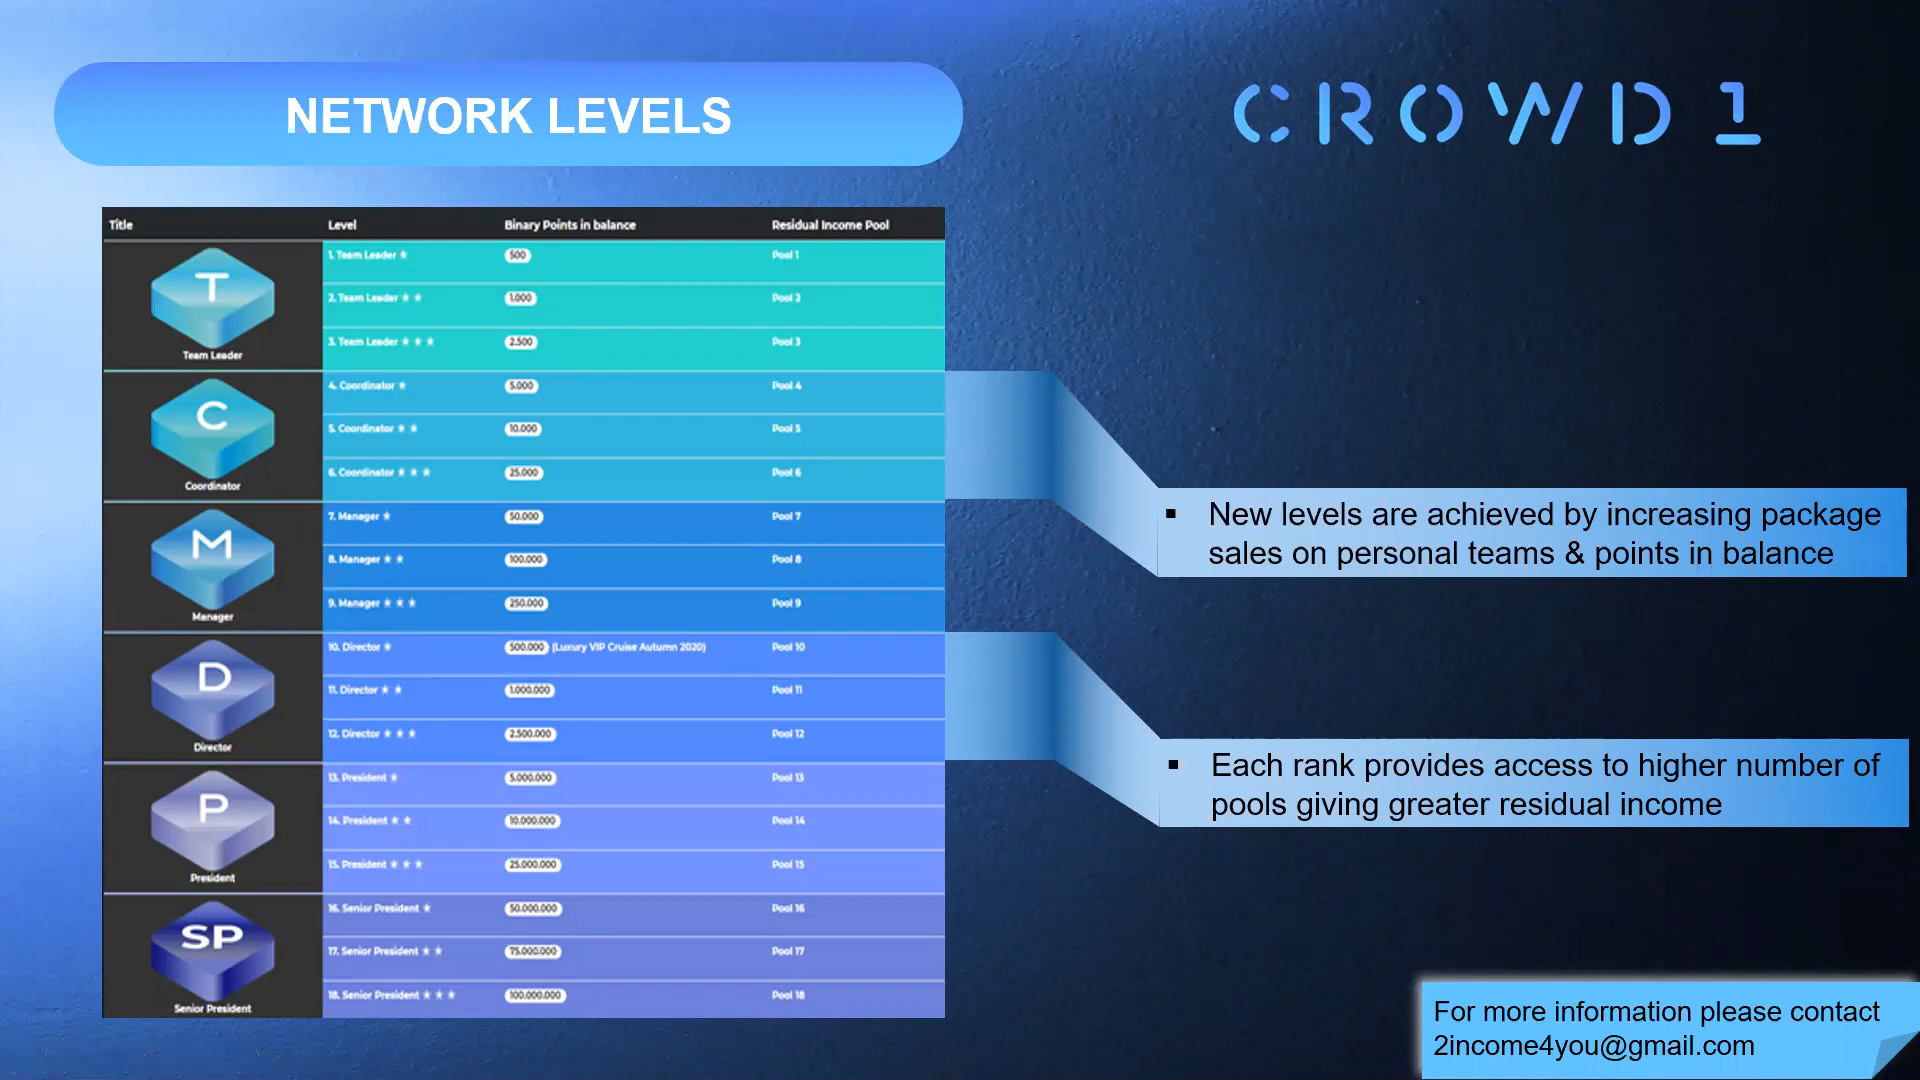 NETWORK LEVELS
CROWD1
Title Level Binary Points in balance Residual Income Pool
T
Team Leader
1. Team Leader ★ 500 Pool 1
2. Team Leader ★ ★ 1.000 Pool 2
3. Team Leader ★ ★ ★ 2.500 Pool 3
C
Coordinator
4. Coordinator ★ 5.000 Pool 4
5. Coordinator ★ ★ 10.000 Pool 5
6. Coordinator ★ ★ ★ 25.000 Pool 6
M
Manager
7. Manager ★ 50.000 Pool 7
8. Manager ★ ★ 100.000 Pool 8
9. Manager ★ ★ ★ 250.000 Pool 9
D
Director
10. Director ★ 500.000 (Luxury VIP Cruise Autumn 2020) Pool 10
11. Director ★ ★ 1.000.000 Pool 11
12. Director ★ ★ ★ 2.500.000 Pool 12
P
President
13. President ★ 5.000.000 Pool 13
14. President ★ ★ 10.000.000 Pool 14
15. President ★ ★ ★ 25.000.000 Pool 15
SP
Senior President
16. Senior President ★ 50.000.000 Pool 16
17. Senior President ★ ★ 75.000.000 Pool 17
18. Senior President ★ ★ ★ 100.000.000 Pool 18
▪ New levels are achieved by increasing package
sales on personal teams & points in balance
▪ Each rank provides access to higher number of
pools giving greater residual income
For more information please contact
2income4you@gmail.com